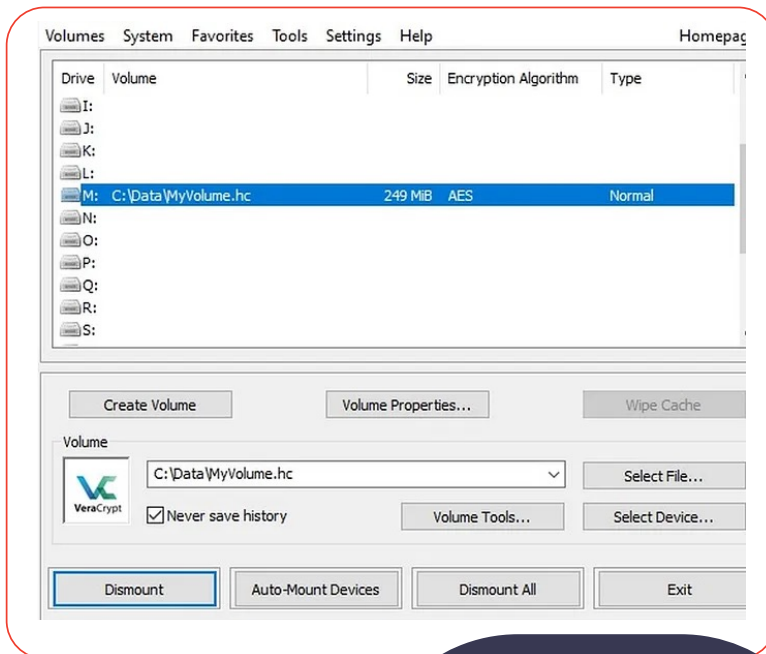 Volumes System Favorites Tools Settings Help Homepag
Drive Volume Size Encryption Algorithm Type
I:
J:
K:
L:
M: C:\Data\MyVolume.hc 249 MiB AES Normal
N:
O:
P:
Q:
R:
S:
Create Volume Volume Properties... Wipe Cache
Volume
C:\Data\MyVolume.hc Select File...
VeraCrypt Never save history Volume Tools... Select Device...
Dismount Auto-Mount Devices Dismount All Exit